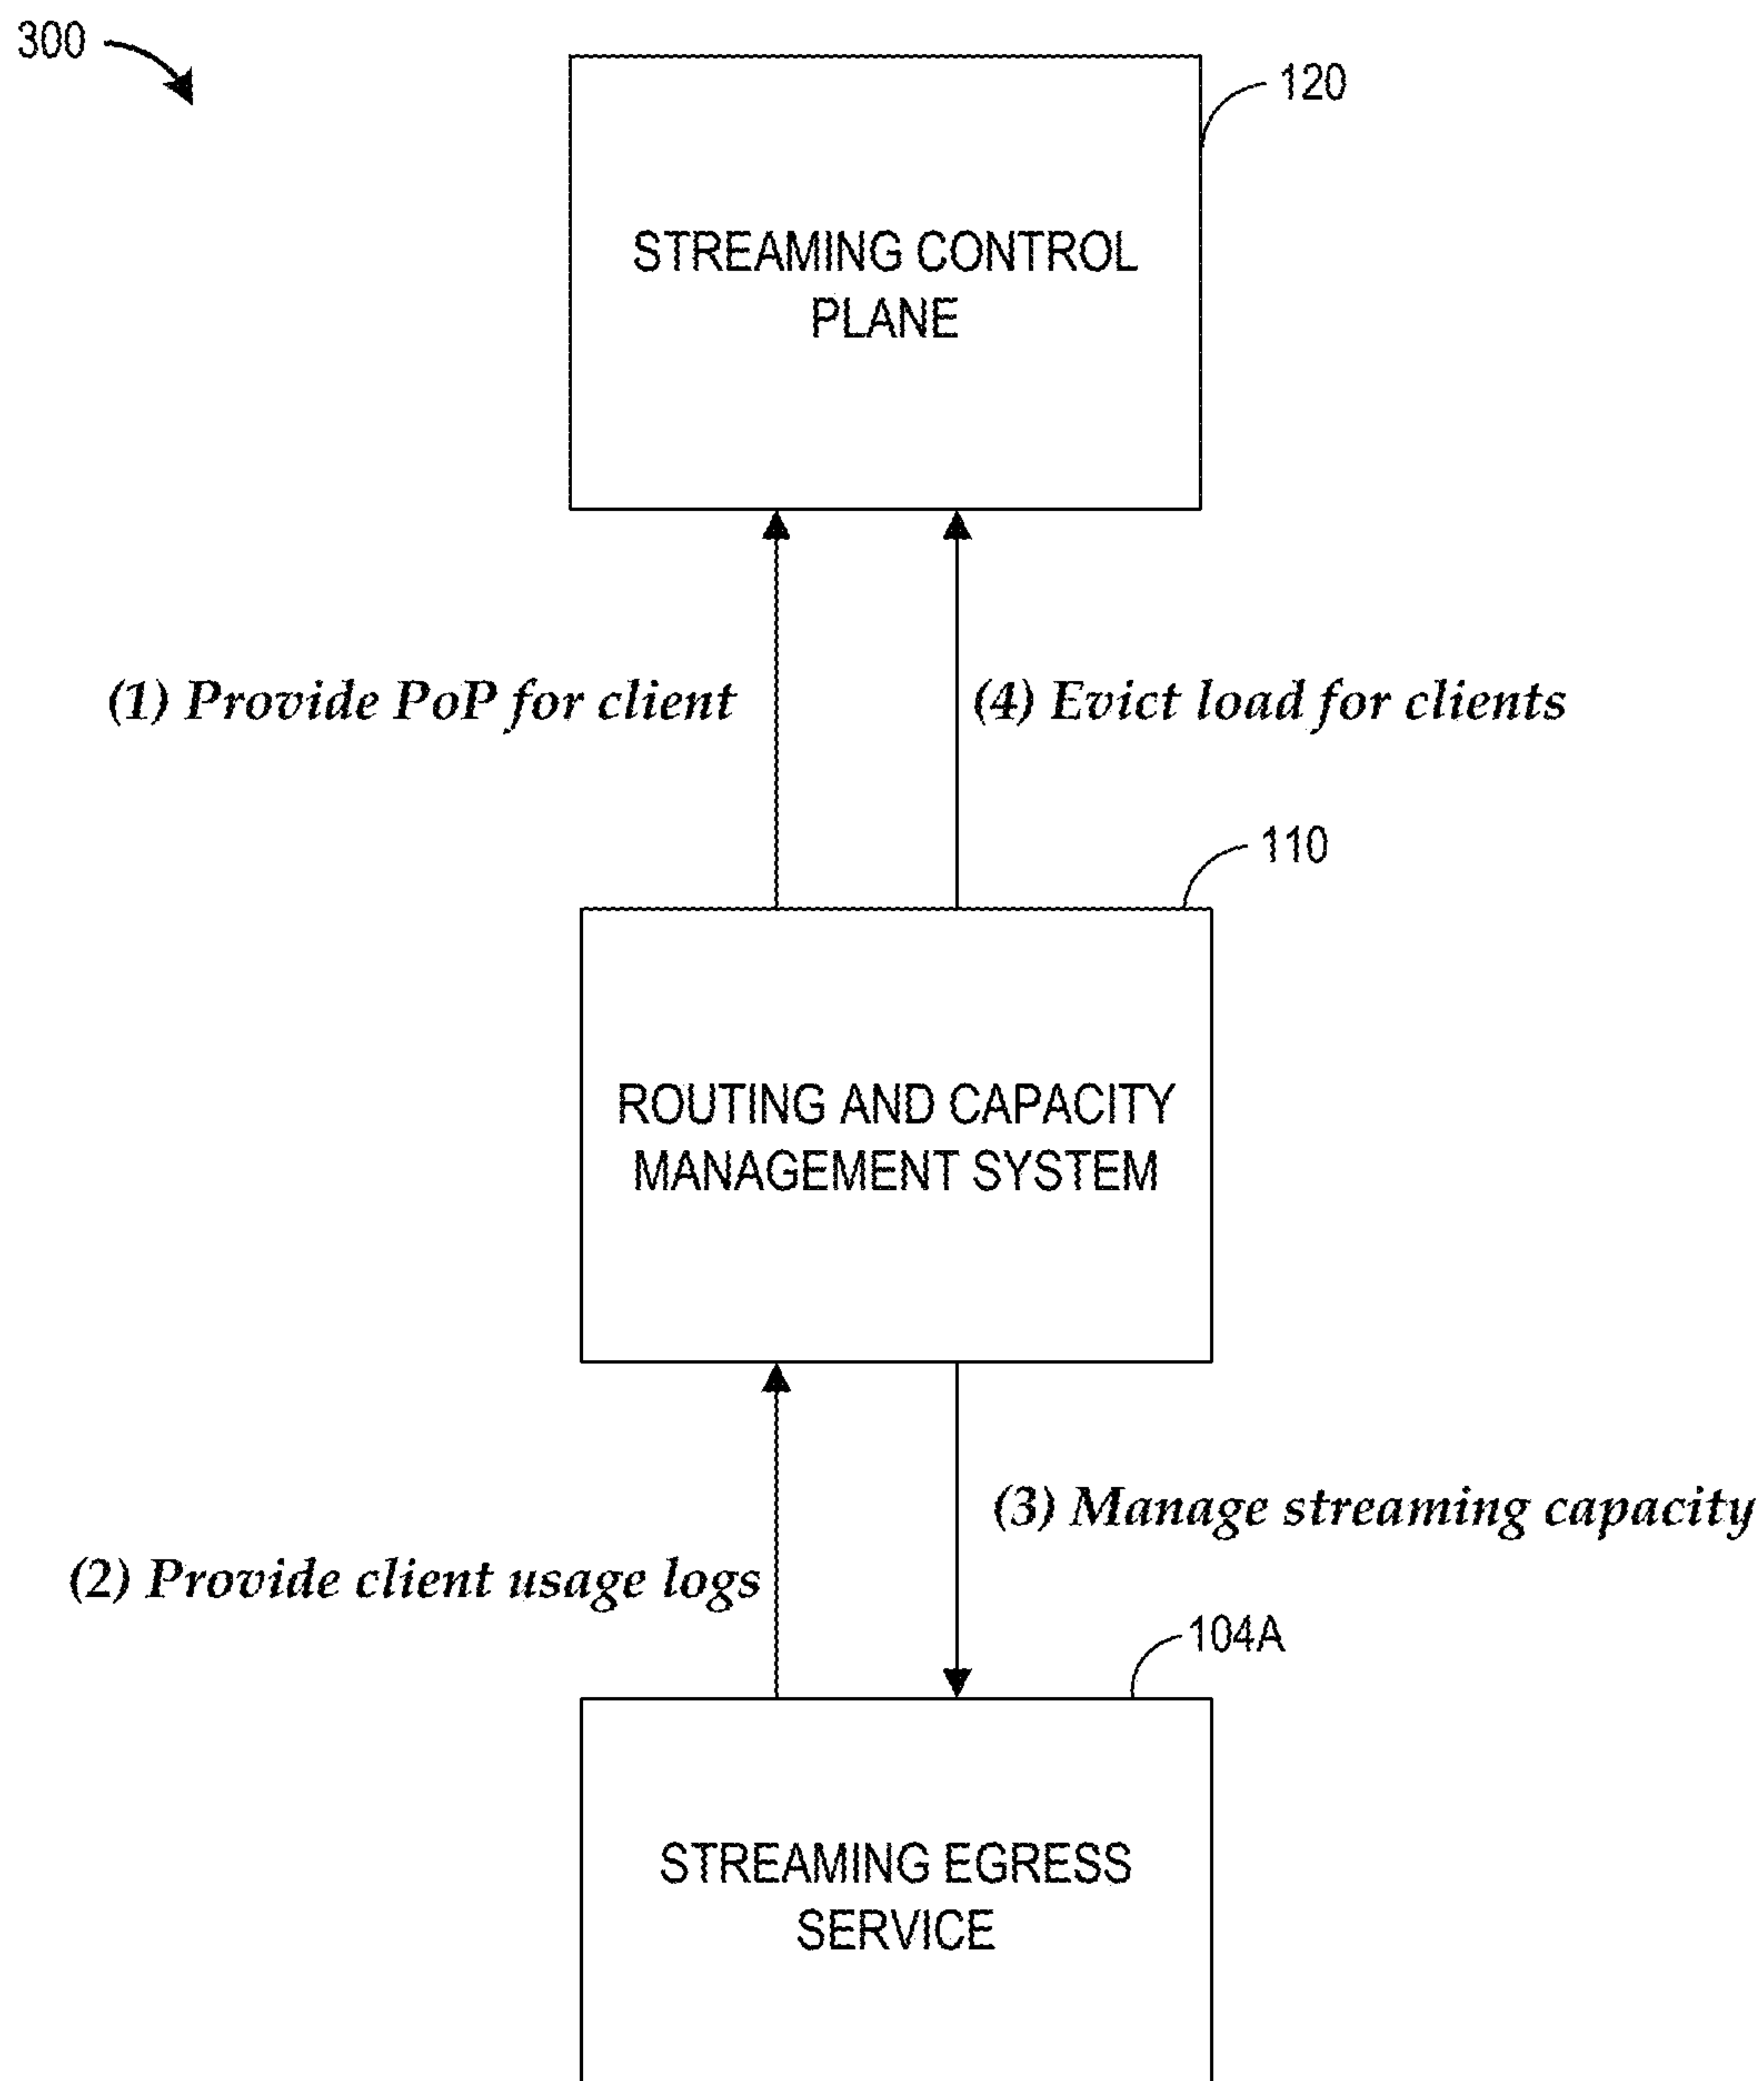 300
120
STREAMING CONTROL
PLANE
(1) Provide PoP for client
(4) Evict load for clients
110
ROUTING AND CAPACITY
MANAGEMENT SYSTEM
(3) Manage streaming capacity
(2) Provide client usage logs
104A
STREAMING EGRESS
SERVICE